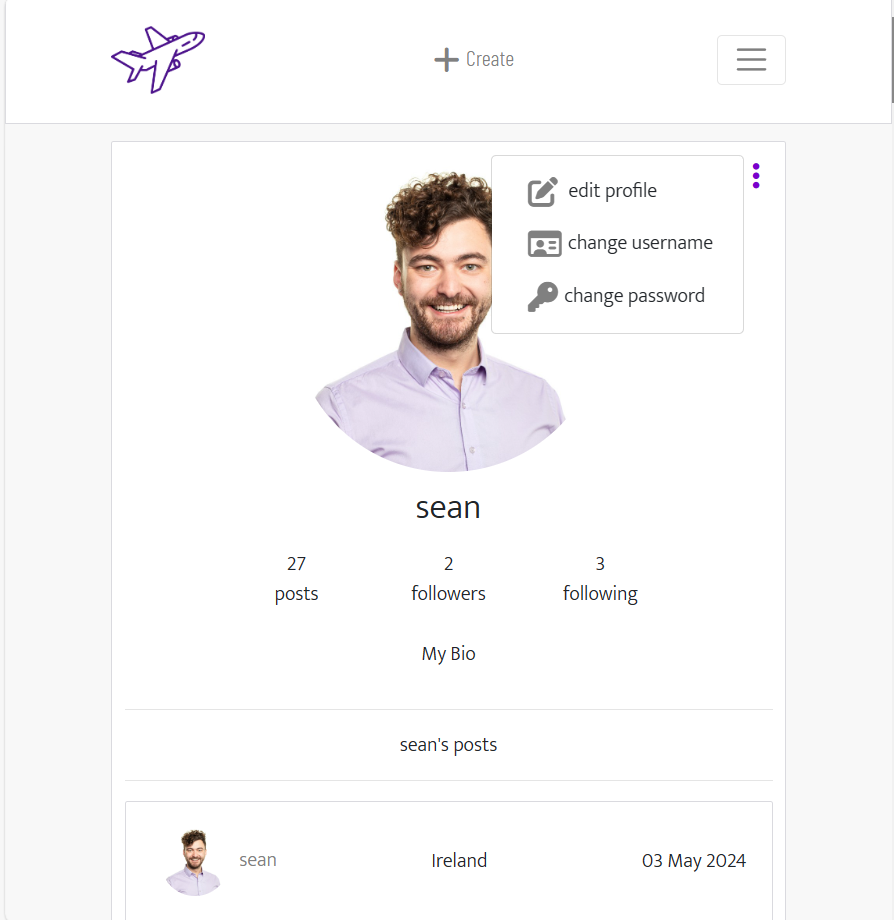 Create
edit profile
change username
change password
sean
27
posts
2
followers
3
following
My Bio
sean's posts
sean
Ireland
03 May 2024